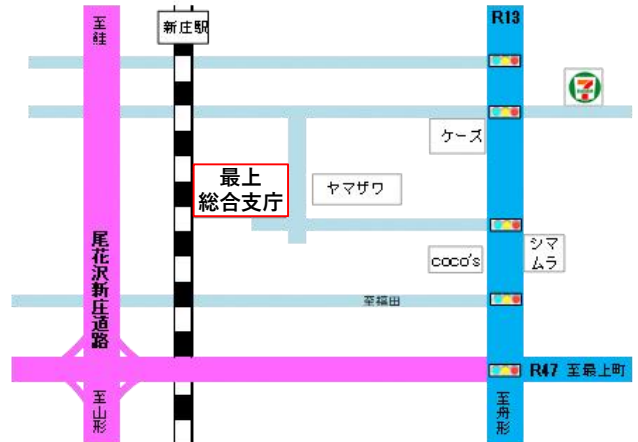 至鮭
新庄駅
R13
7
ケーズ
最上
総合支庁
ヤマザワ
尾花沢新庄道路
coco's
シマ
ムラ
至福田
R47 至最上町
至山形
至舟形